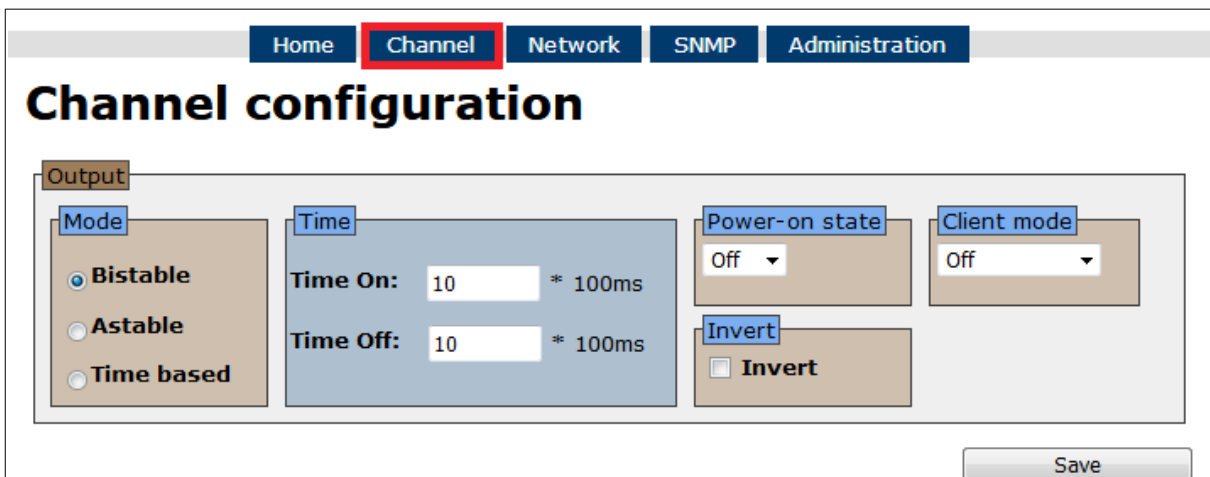 Home Channel Network SNMP Administration
Channel configuration
Output
Mode
Bistable
Astable
Time based
Time
Time On: 10 * 100ms
Time Off: 10 * 100ms
Power-on state
Off
Invert
Invert
Client mode
Off
Save